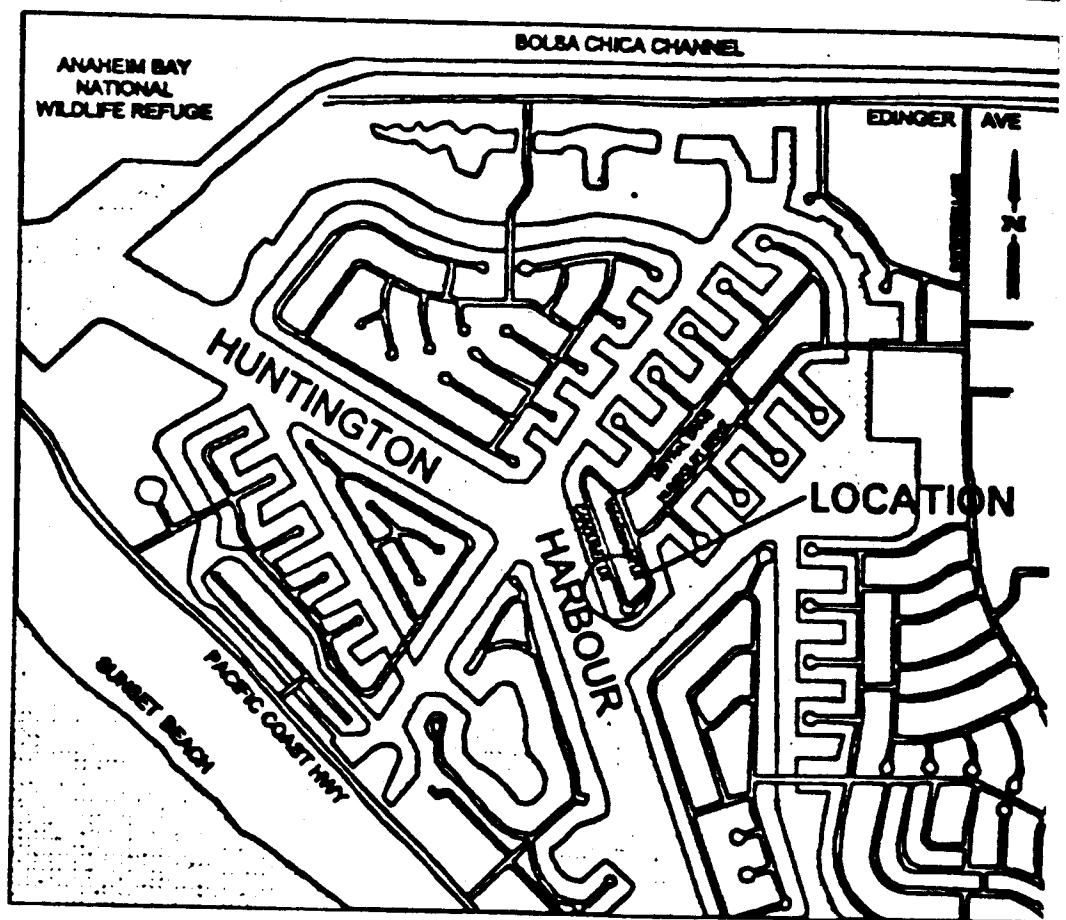 BOLSA CHICA CHANNEL
ANAHEIM BAY
NATIONAL
WILDLIFE REFUGE
EDINGER AVE
N
HUNTINGTON
HARBOUR
LOCATION
SUNSET BEACH
PACIFIC COAST HWY